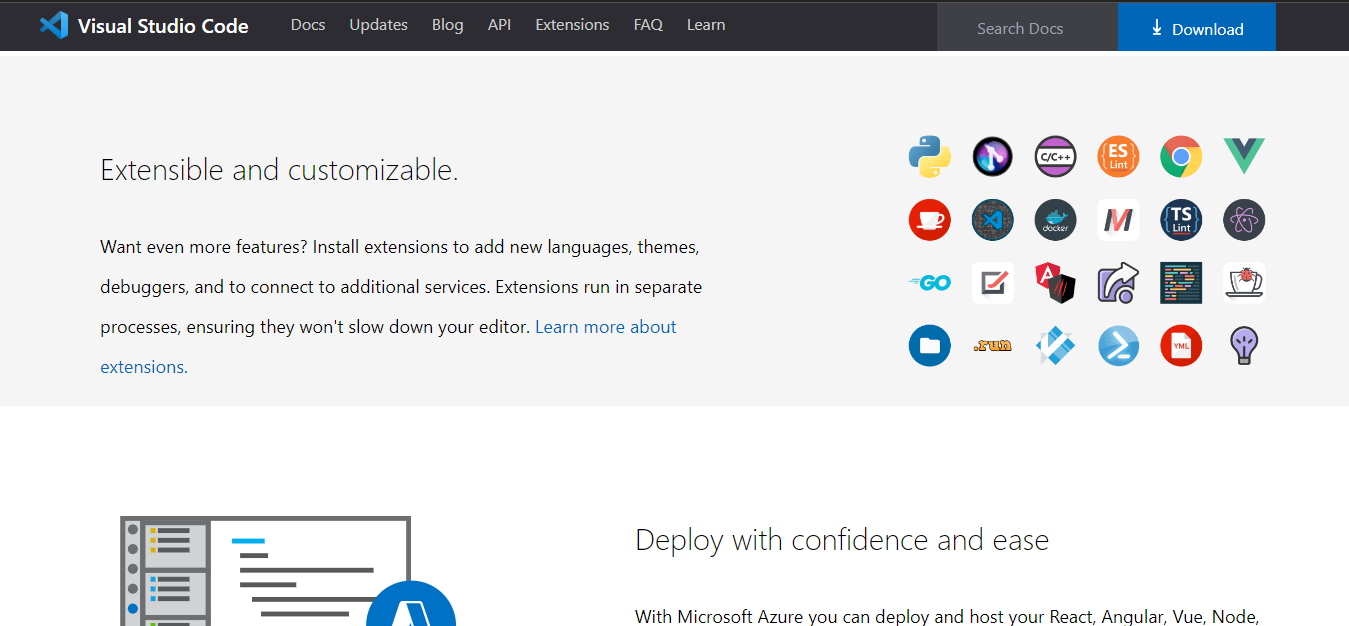 Visual Studio Code Docs Updates Blog API Extensions FAQ Learn Search Docs Download
Extensible and customizable.
Want even more features? Install extensions to add new languages, themes,
debuggers, and to connect to additional services. Extensions run in separate
processes, ensuring they won't slow down your editor. Learn more about
extensions.
C/C++ ES Lint
docker M TS Lint
GO A
.run YML
Deploy with confidence and ease
With Microsoft Azure you can deploy and host your React, Angular, Vue, Node,